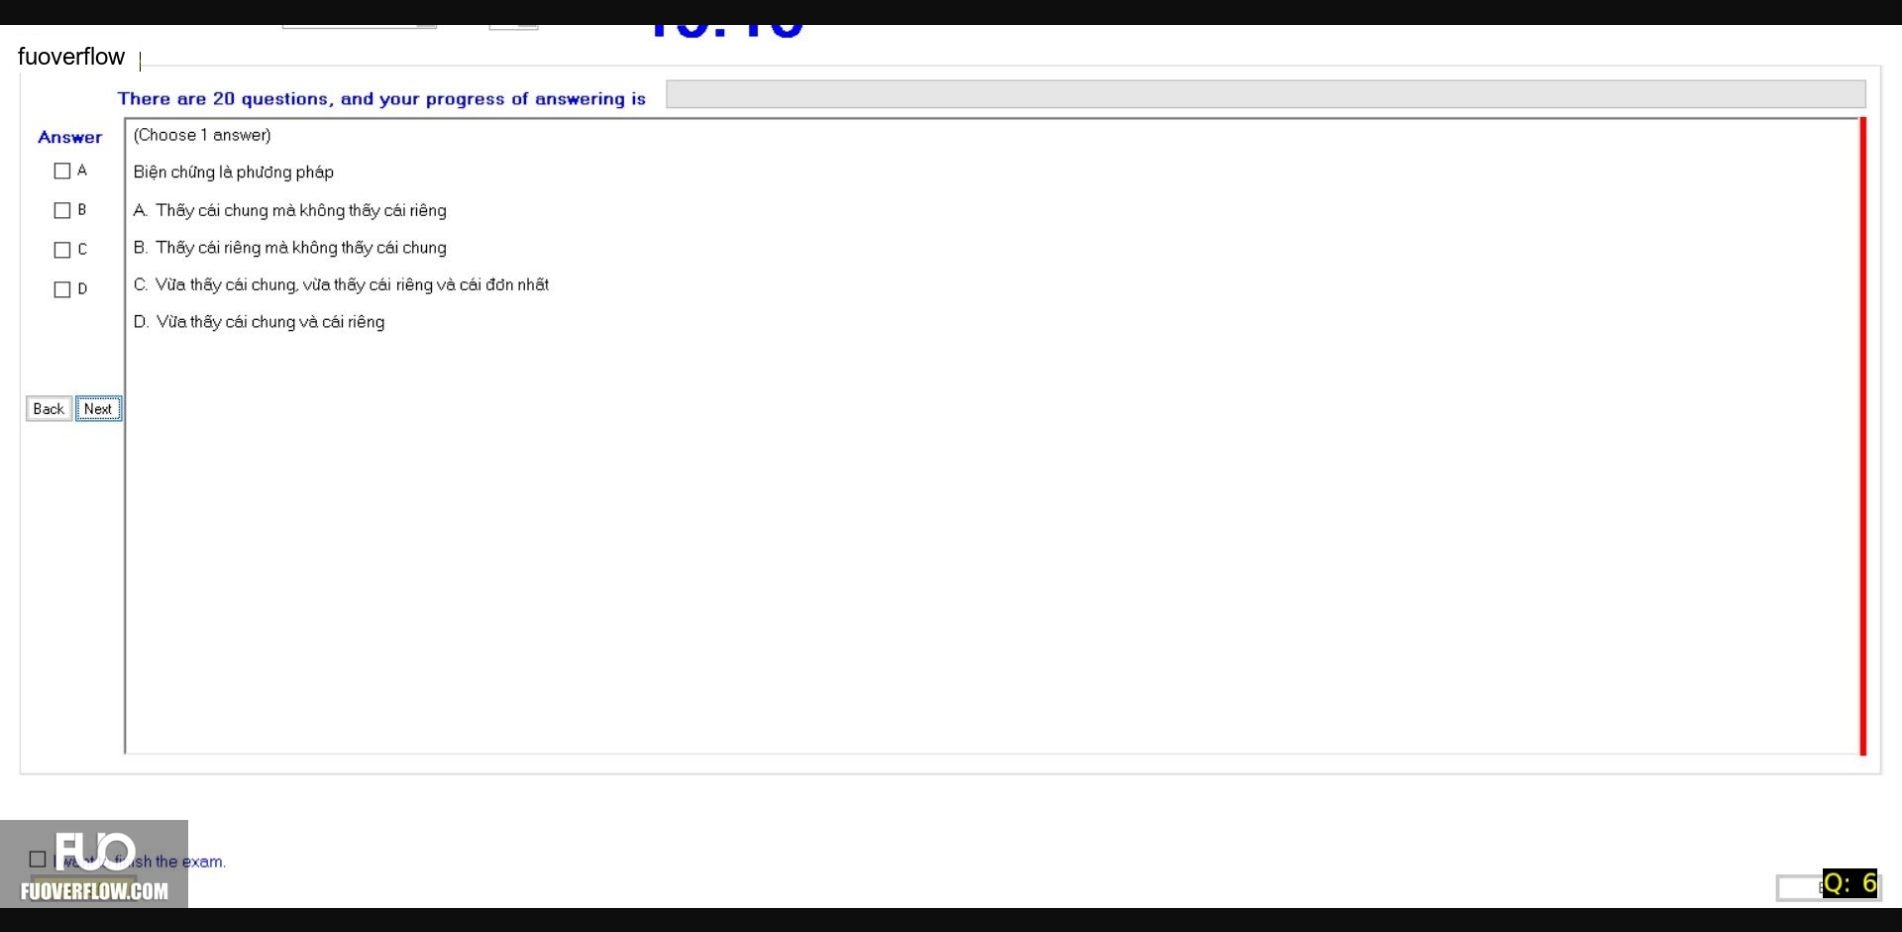 fuoverflow
There are 20 questions, and your progress of answering is
Answer
(Choose 1 answer)
A
Biện chứng là phương pháp
B
A. Thấy cái chung mà không thấy cái riêng
C
B. Thấy cái riêng mà không thấy cái chung
D
C. Vừa thấy cái chung, vừa thấy cái riêng và cái đơn nhất
D. Vừa thấy cái chung và cái riêng
Back Next
FUO
finish the exam.
FUOVERFLOW.COM
Q: 6